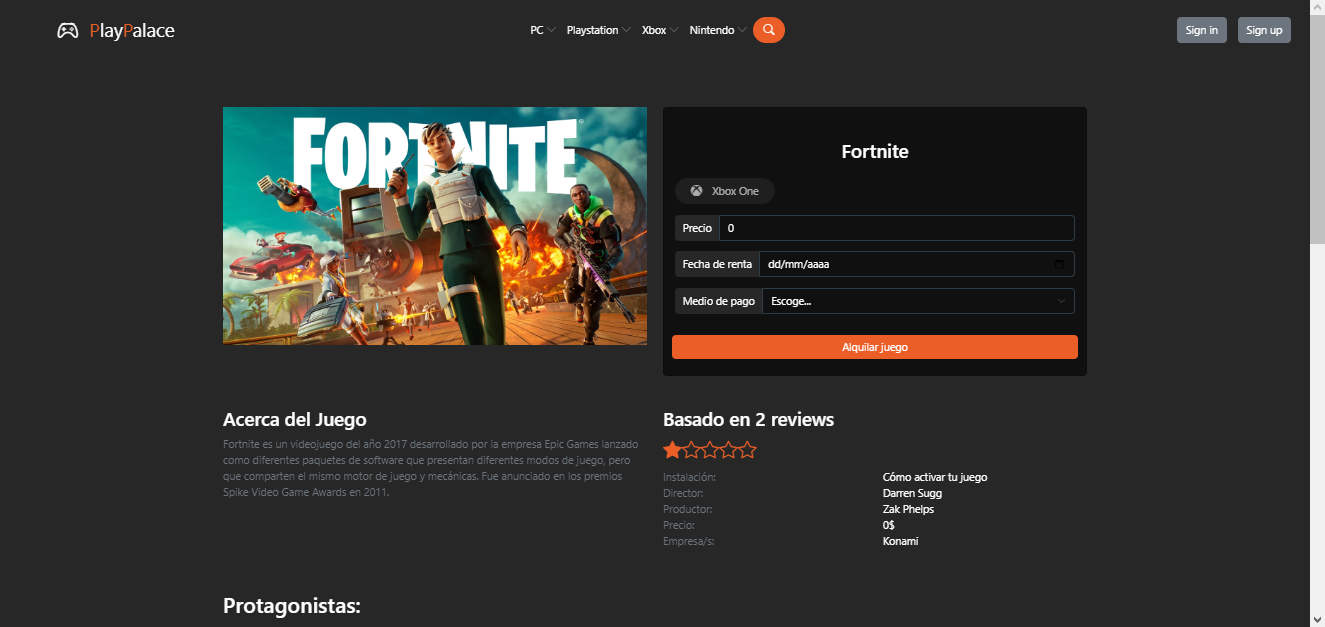 PlayPalace
PC Playstation Xbox Nintendo
Sign in Sign up
FORTNITE
Fortnite
Xbox One
Precio 0
Fecha de renta dd/mm/aaaa
Medio de pago Escoge...
Alquilar juego
Acerca del Juego
Fortnite es un videojuego del año 2017 desarrollado por la empresa Epic Games lanzado
como diferentes paquetes de software que presentan diferentes modos de juego, pero
que comparten el mismo motor de juego y mecánicas. Fue anunciado en los premios
Spike Video Game Awards en 2011.
Basado en 2 reviews
Instalación: Cómo activar tu juego
Director: Darren Sugg
Productor: Zak Phelps
Precio: 0$
Empresa/s: Konami
Protagonistas: